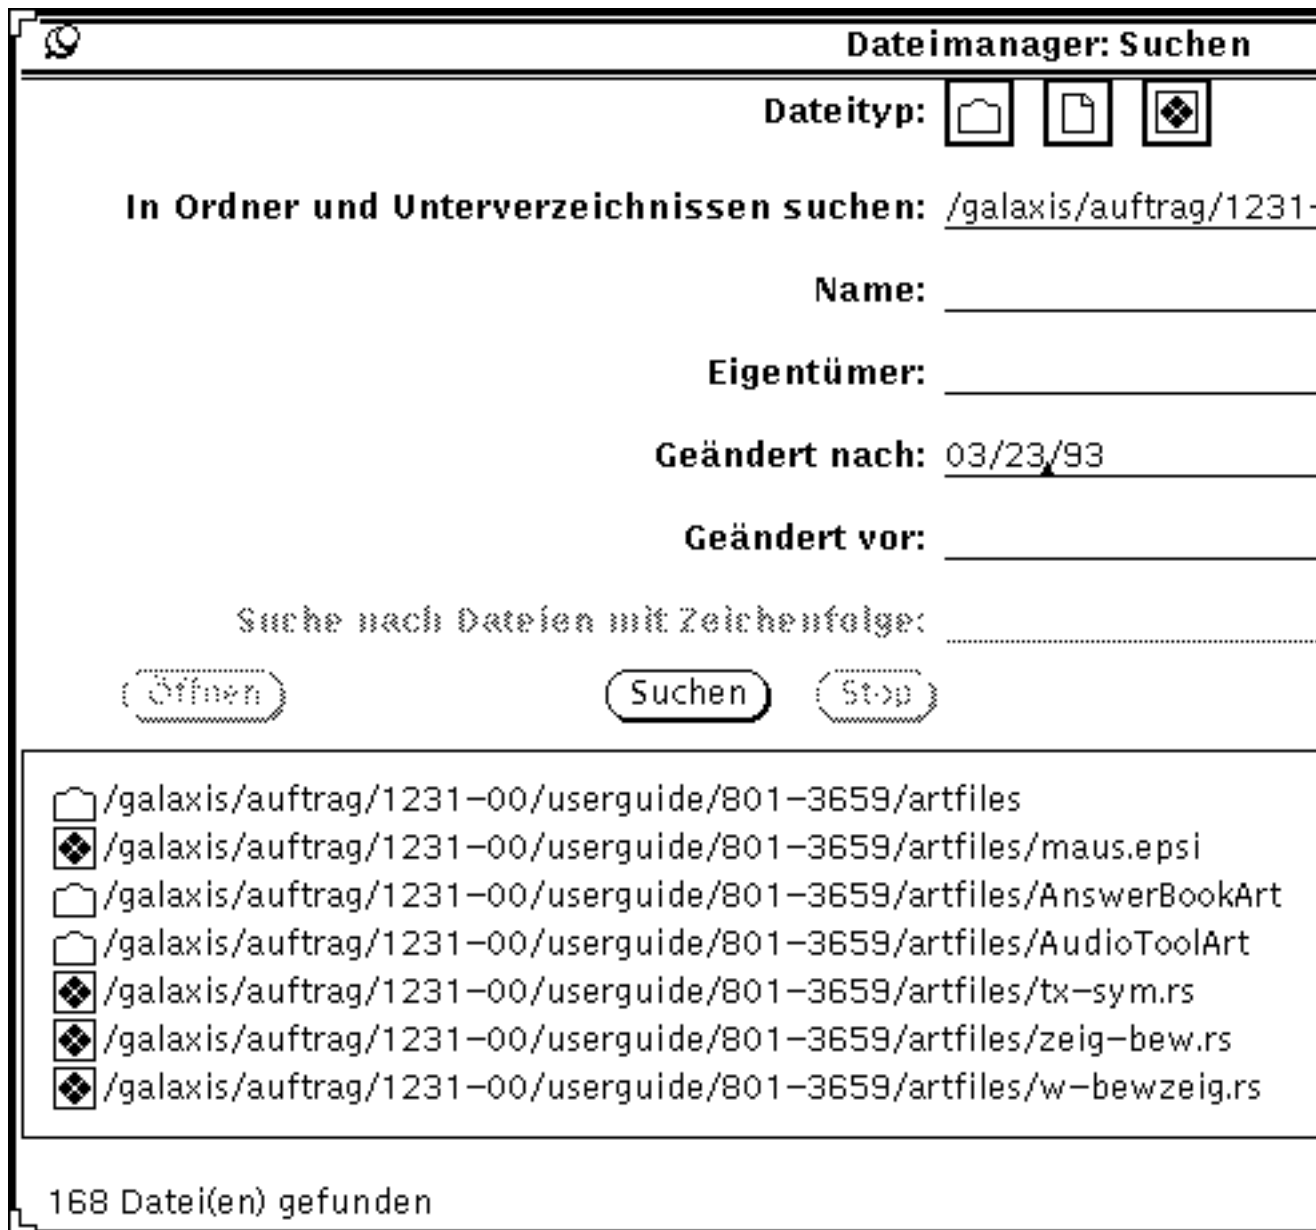 Dateimanager: Suchen
Dateityp:
In Ordner und Unterverzeichnissen suchen: /galaxis/auftrag/1231-
Name:
Eigentümer:
Geändert nach: 03/23/93
Geändert vor:
Suche nach Dateien mit Zeichenfolge:
Öffnen Suchen Stop
/galaxis/auftrag/1231-00/userguide/801-3659/artfiles
/galaxis/auftrag/1231-00/userguide/801-3659/artfiles/maus.epsi
/galaxis/auftrag/1231-00/userguide/801-3659/artfiles/AnswerBookArt
/galaxis/auftrag/1231-00/userguide/801-3659/artfiles/AudioToolArt
/galaxis/auftrag/1231-00/userguide/801-3659/artfiles/tx-sym.rs
/galaxis/auftrag/1231-00/userguide/801-3659/artfiles/zeig-bew.rs
/galaxis/auftrag/1231-00/userguide/801-3659/artfiles/w-bewzeig.rs
168 Datei(en) gefunden